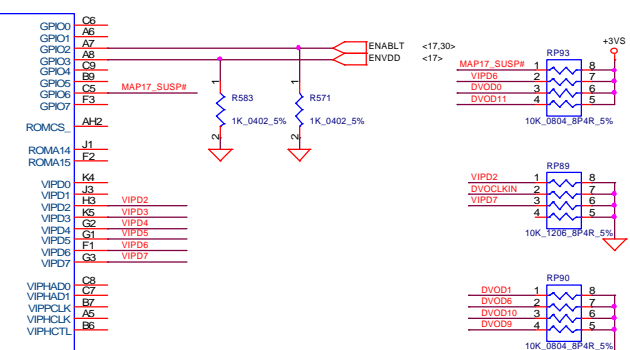 GPIO0 C6
GPIO1 A6
GPIO2 A7
GPIO3 A8
GPIO4 C9
GPIO5 B9
GPIO6 C5 MAP17_SUSP#
GPIO7 F3
ROMCS_ AH2
ROMA14 J1
ROMA15 F2
VIPD0 K4
VIPD1 J3
VIPD2 H3 VIPD2
VIPD3 K5 VIPD3
VIPD4 G2 VIPD4
VIPD5 G1 VIPD5
VIPD6 F1 VIPD6
VIPD7 G3 VIPD7
VIPHAD0 C8
VIPHAD1 C7
VIPPCLK B7
VIPHCLK A5
VIPHCTL B6
ENABLT <17,30>
ENVDD <17>
1 R583 2
1K_0402_5%
1 R571 2
1K_0402_5%
+3VS
RP93
MAP17_SUSP# 1 8
VIPD6 2 7
DVOD0 3 6
DVOD11 4 5
10K_0804_8P4R_5%
RP89
VIPD2 1 8
DVOCLKIN 2 7
VIPD7 3 6
4 5
10K_1206_8P4R_5%
RP90
DVOD1 1 8
DVOD6 2 7
DVOD10 3 6
DVOD9 4 5
10K_0804_8P4R_5%